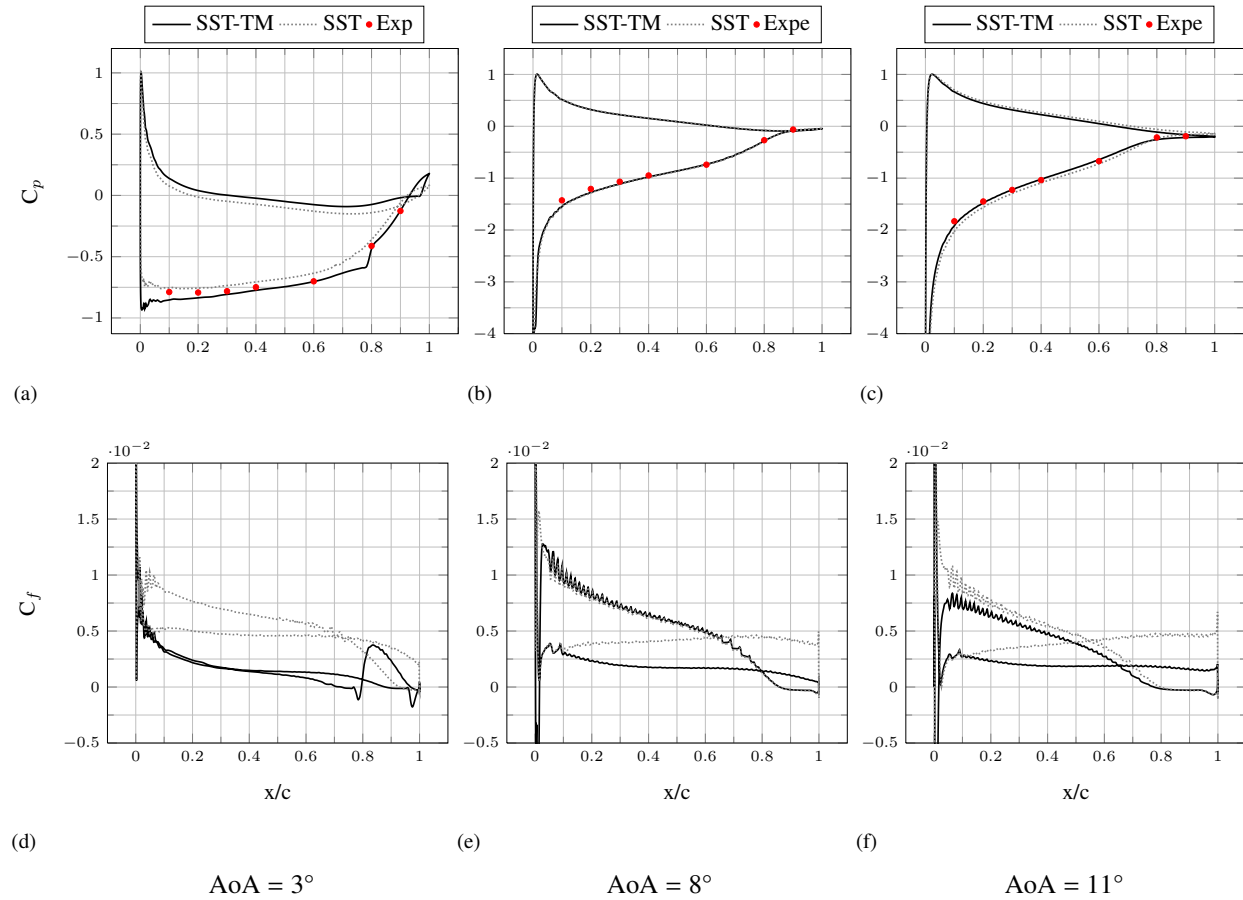 SST-TM SST Exp
SST-TM SST Expe
SST-TM SST Expe
C_p
1
0.5
0
−0.5
−1
0 0.2 0.4 0.6 0.8 1
1
0
−1
−2
−3
−4
0 0.2 0.4 0.6 0.8 1
1
0
−1
−2
−3
−4
0 0.2 0.4 0.6 0.8 1
(a)
(b)
(c)
C_f
·10⁻²
2
1.5
1
0.5
0
−0.5
0 0.2 0.4 0.6 0.8 1
x/c
·10⁻²
2
1.5
1
0.5
0
−0.5
0 0.2 0.4 0.6 0.8 1
x/c
·10⁻²
2
1.5
1
0.5
0
−0.5
0 0.2 0.4 0.6 0.8 1
x/c
(d)
(e)
(f)
AoA = 3°
AoA = 8°
AoA = 11°